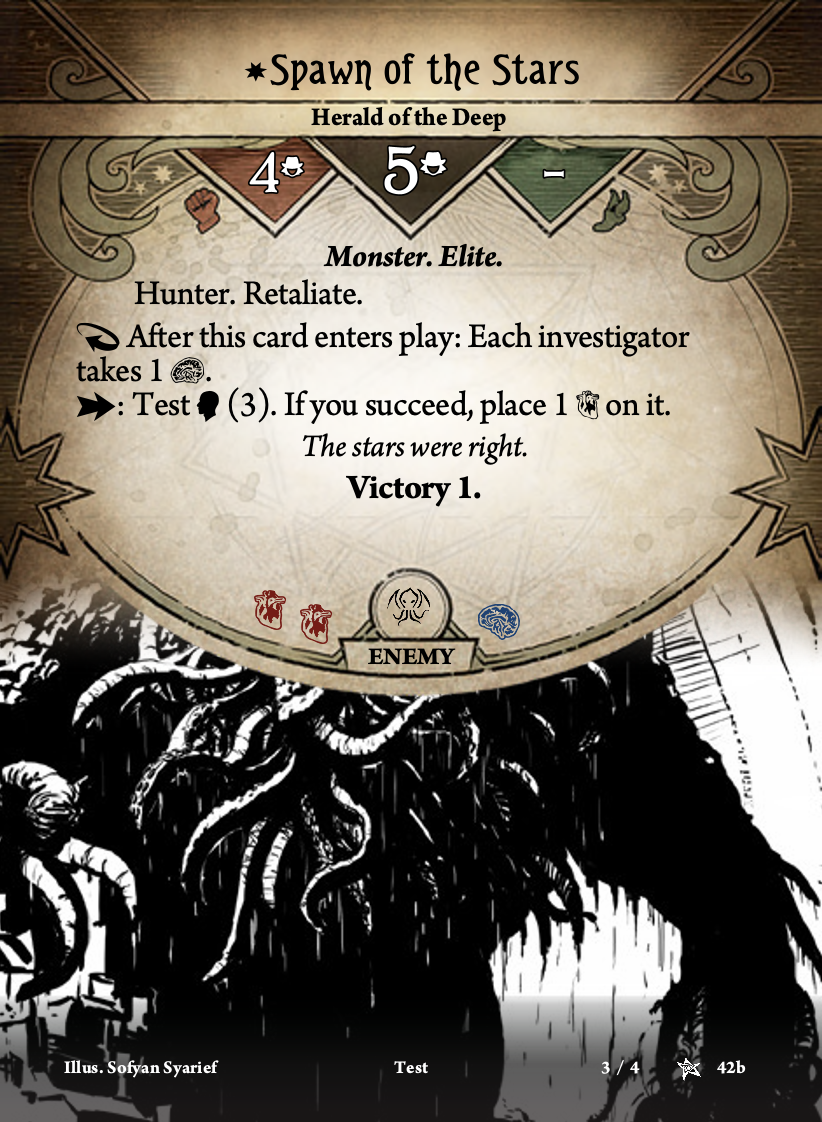 Spawn of the Stars
Herald of the Deep
4 5 –
Monster. Elite.
Hunter. Retaliate.
After this card enters play: Each investigator
takes 1 .
: Test (3). If you succeed, place 1 on it.
The stars were right.
Victory 1.
ENEMY
Illus. Sofyan Syarief Test 3 / 4 42b